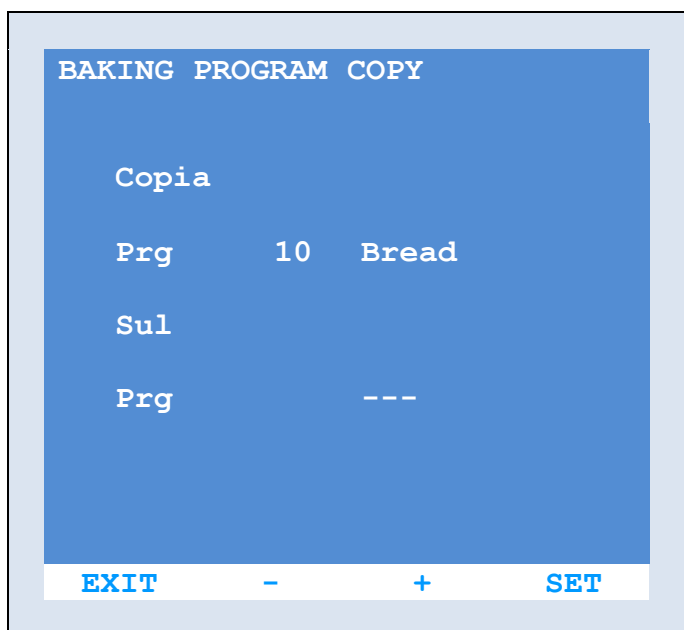 BAKING PROGRAM COPY
Copia
Prg 10 Bread
Sul
Prg ---
EXIT - + SET